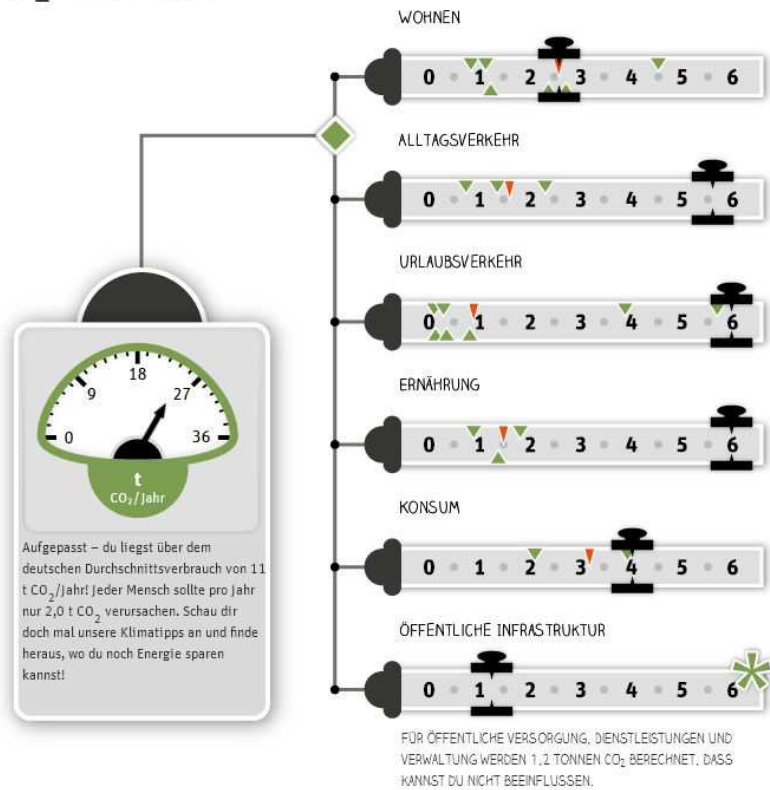 WOHNEN
0 1 2 3 4 5 6
ALLTAGSVERKEHR
0 1 2 3 4 5 6
URLAUBSVERKEHR
0 1 2 3 4 5 6
ERNÄHRUNG
0 1 2 3 4 5 6
KONSUM
0 1 2 3 4 5 6
ÖFFENTLICHE INFRASTRUKTUR
0 1 2 3 4 5 6
FÜR ÖFFENTLICHE VERSORGUNG, DIENSTLEISTUNGEN UND
VERWALTUNG WERDEN 1,2 TONNEN CO₂ BERECHNET, DASS
KANNST DU NICHT BEEINFLUSSEN.
0 9 18 27 36
t
CO₂/Jahr
Aufgepasst – du liegst über dem
deutschen Durchschnittsverbrauch von 11
t CO₂/Jahr! Jeder Mensch sollte pro Jahr
nur 2,0 t CO₂ verursachen. Schau dir
doch mal unsere Klimatipps an und finde
heraus, wo du noch Energie sparen
kannst!